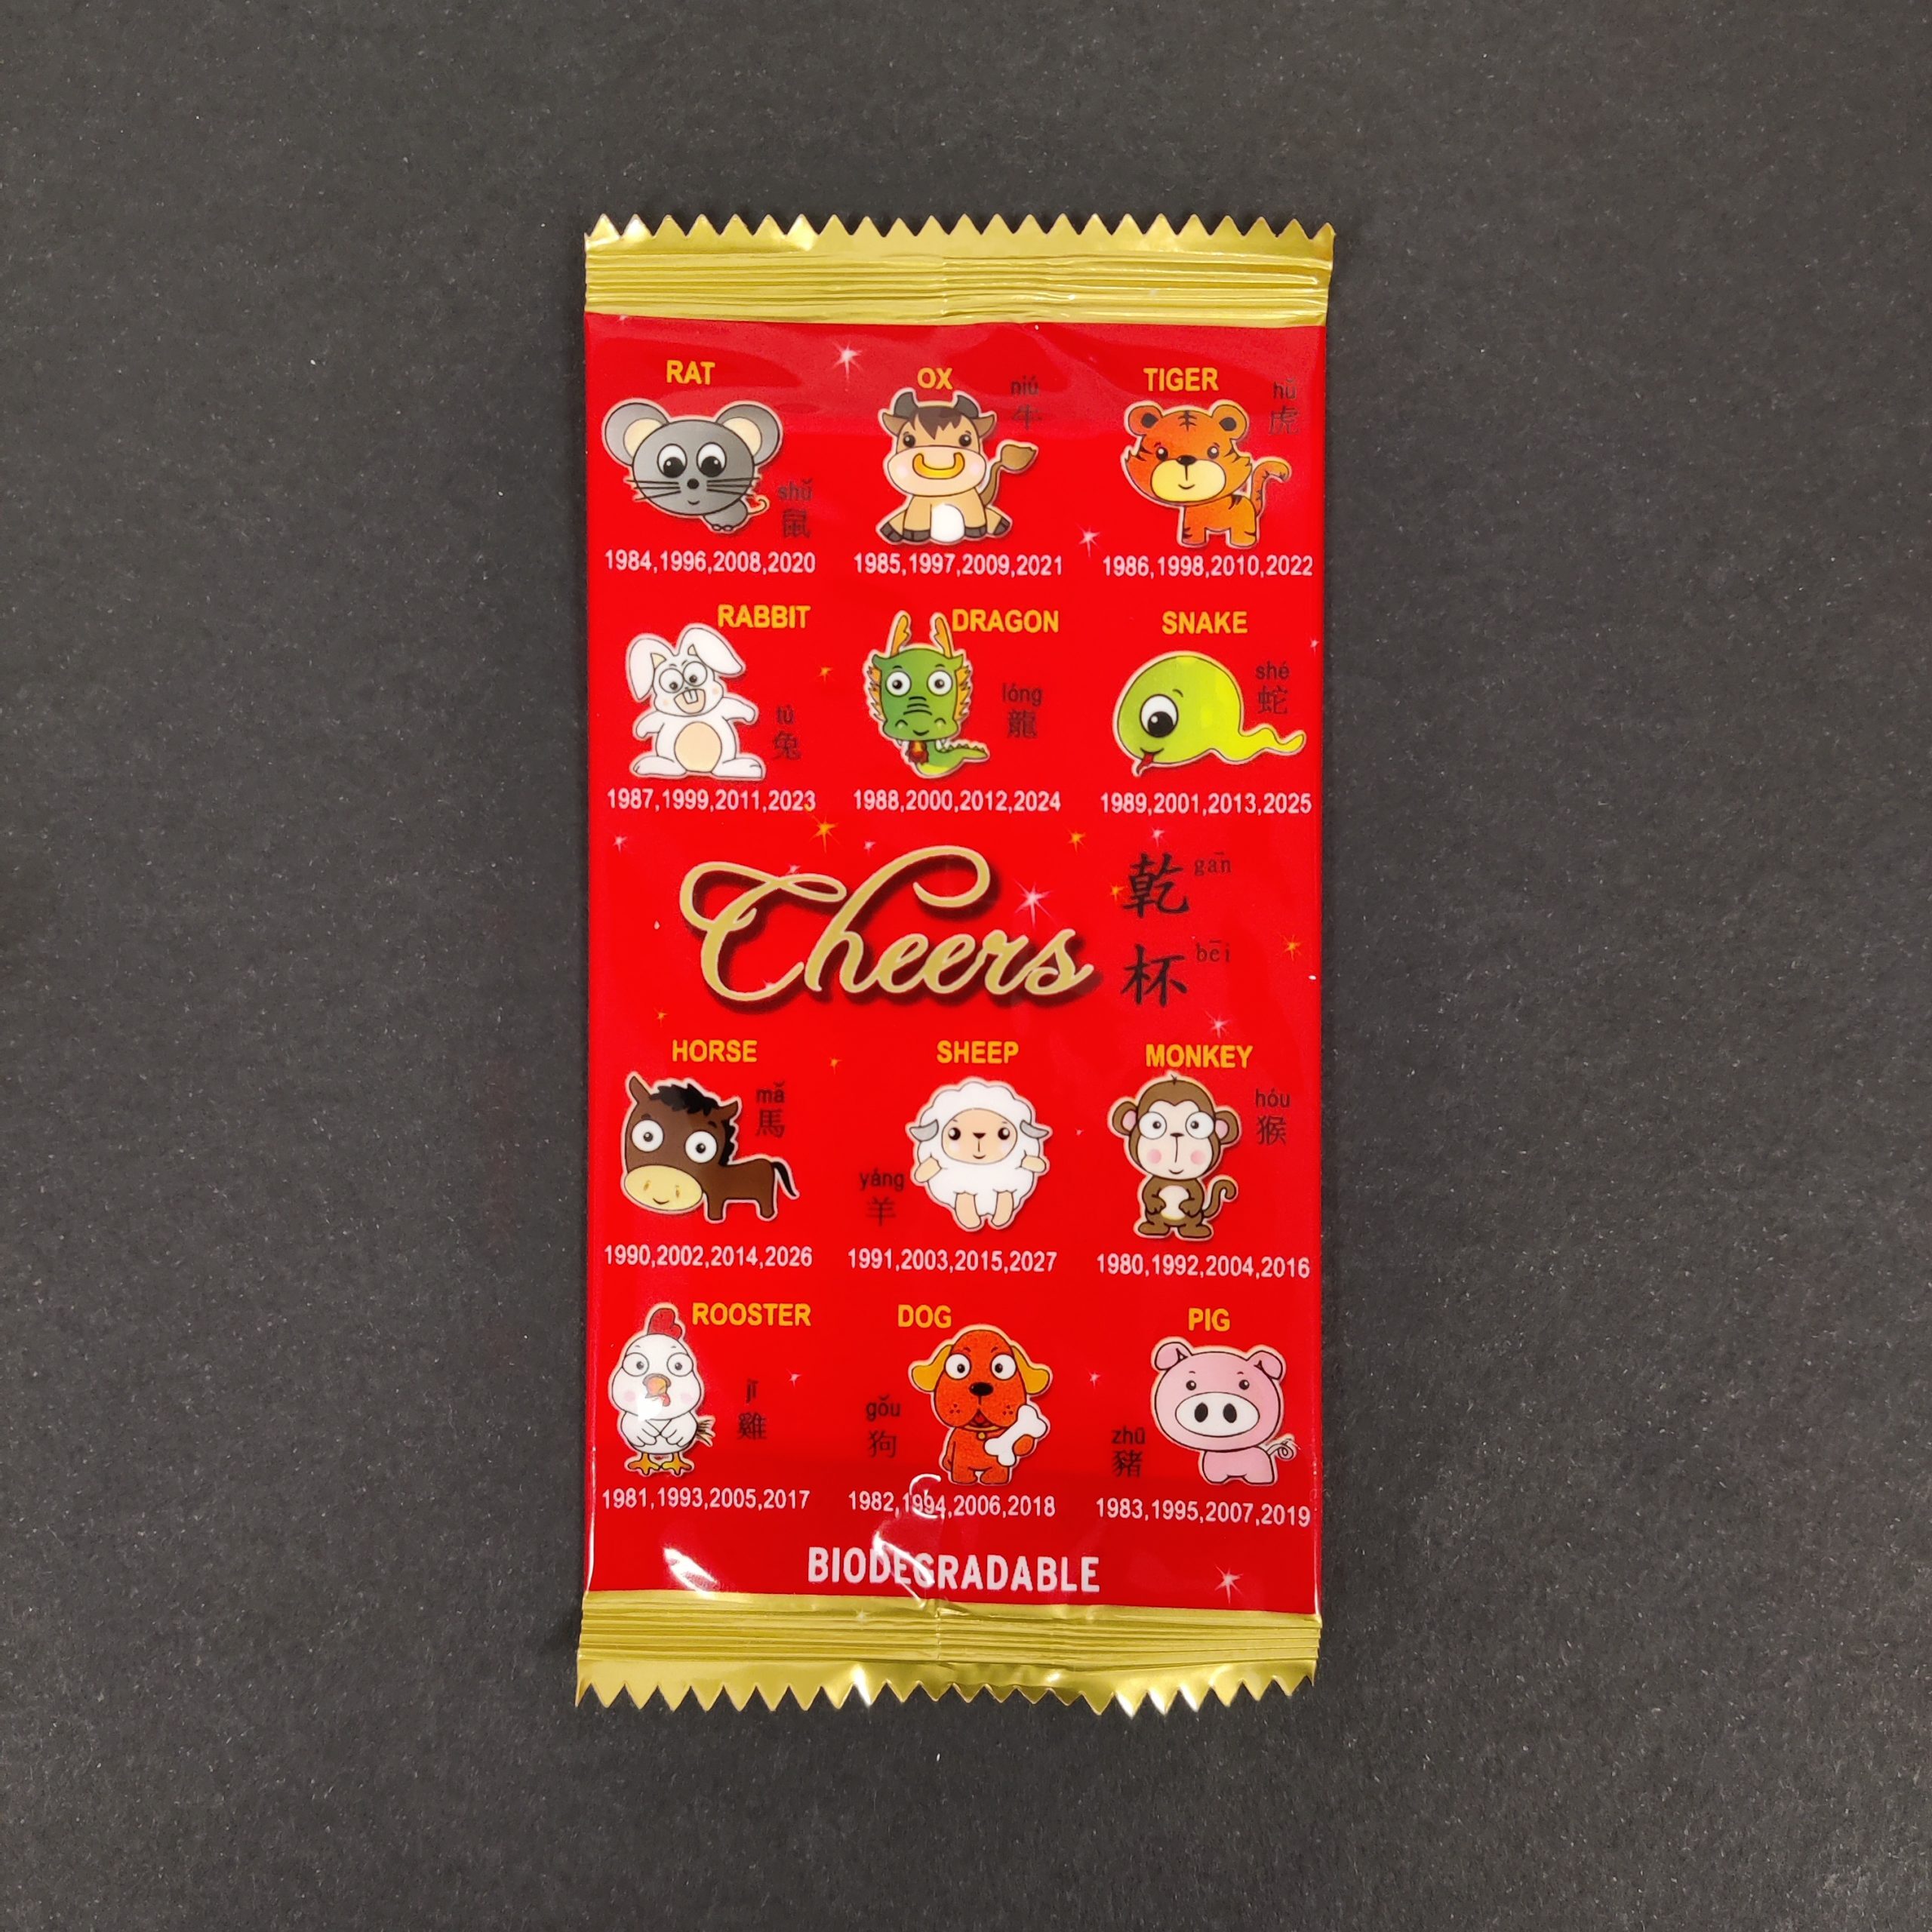 RAT
shǔ
鼠
1984,1996,2008,2020
OX
niú
牛
1985,1997,2009,2021
TIGER
hǔ
虎
1986,1998,2010,2022
RABBIT
tù
兔
1987,1999,2011,2023
DRAGON
lóng
龍
1988,2000,2012,2024
SNAKE
shé
蛇
1989,2001,2013,2025
Cheers
乾 gān
杯 bēi
HORSE
mǎ
馬
1990,2002,2014,2026
SHEEP
yáng
羊
1991,2003,2015,2027
MONKEY
hóu
猴
1980,1992,2004,2016
ROOSTER
jī
雞
1981,1993,2005,2017
DOG
gǒu
狗
1982,1994,2006,2018
PIG
zhū
豬
1983,1995,2007,2019
BIODEGRADABLE